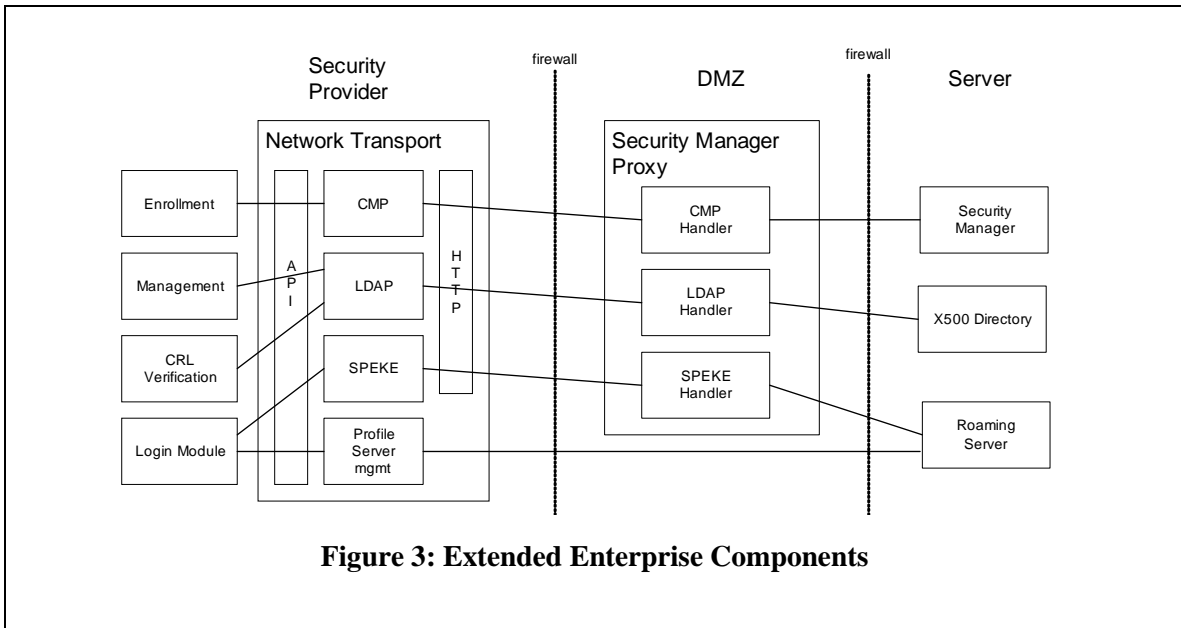 Security
Provider
firewall
DMZ
firewall
Server
Network Transport
Security Manager
Proxy
Enrollment
Management
CRL
Verification
Login Module
API
CMP
LDAP
SPEKE
Profile
Server
mgmt
HTTP
CMP
Handler
LDAP
Handler
SPEKE
Handler
Security
Manager
X500 Directory
Roaming
Server
Figure 3: Extended Enterprise Components